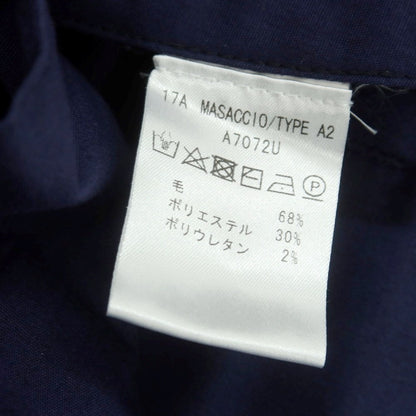 17A MASACCIO/TYPE A2
A7072U
毛 68%
ポリエステル 30%
ポリウレタン 2%